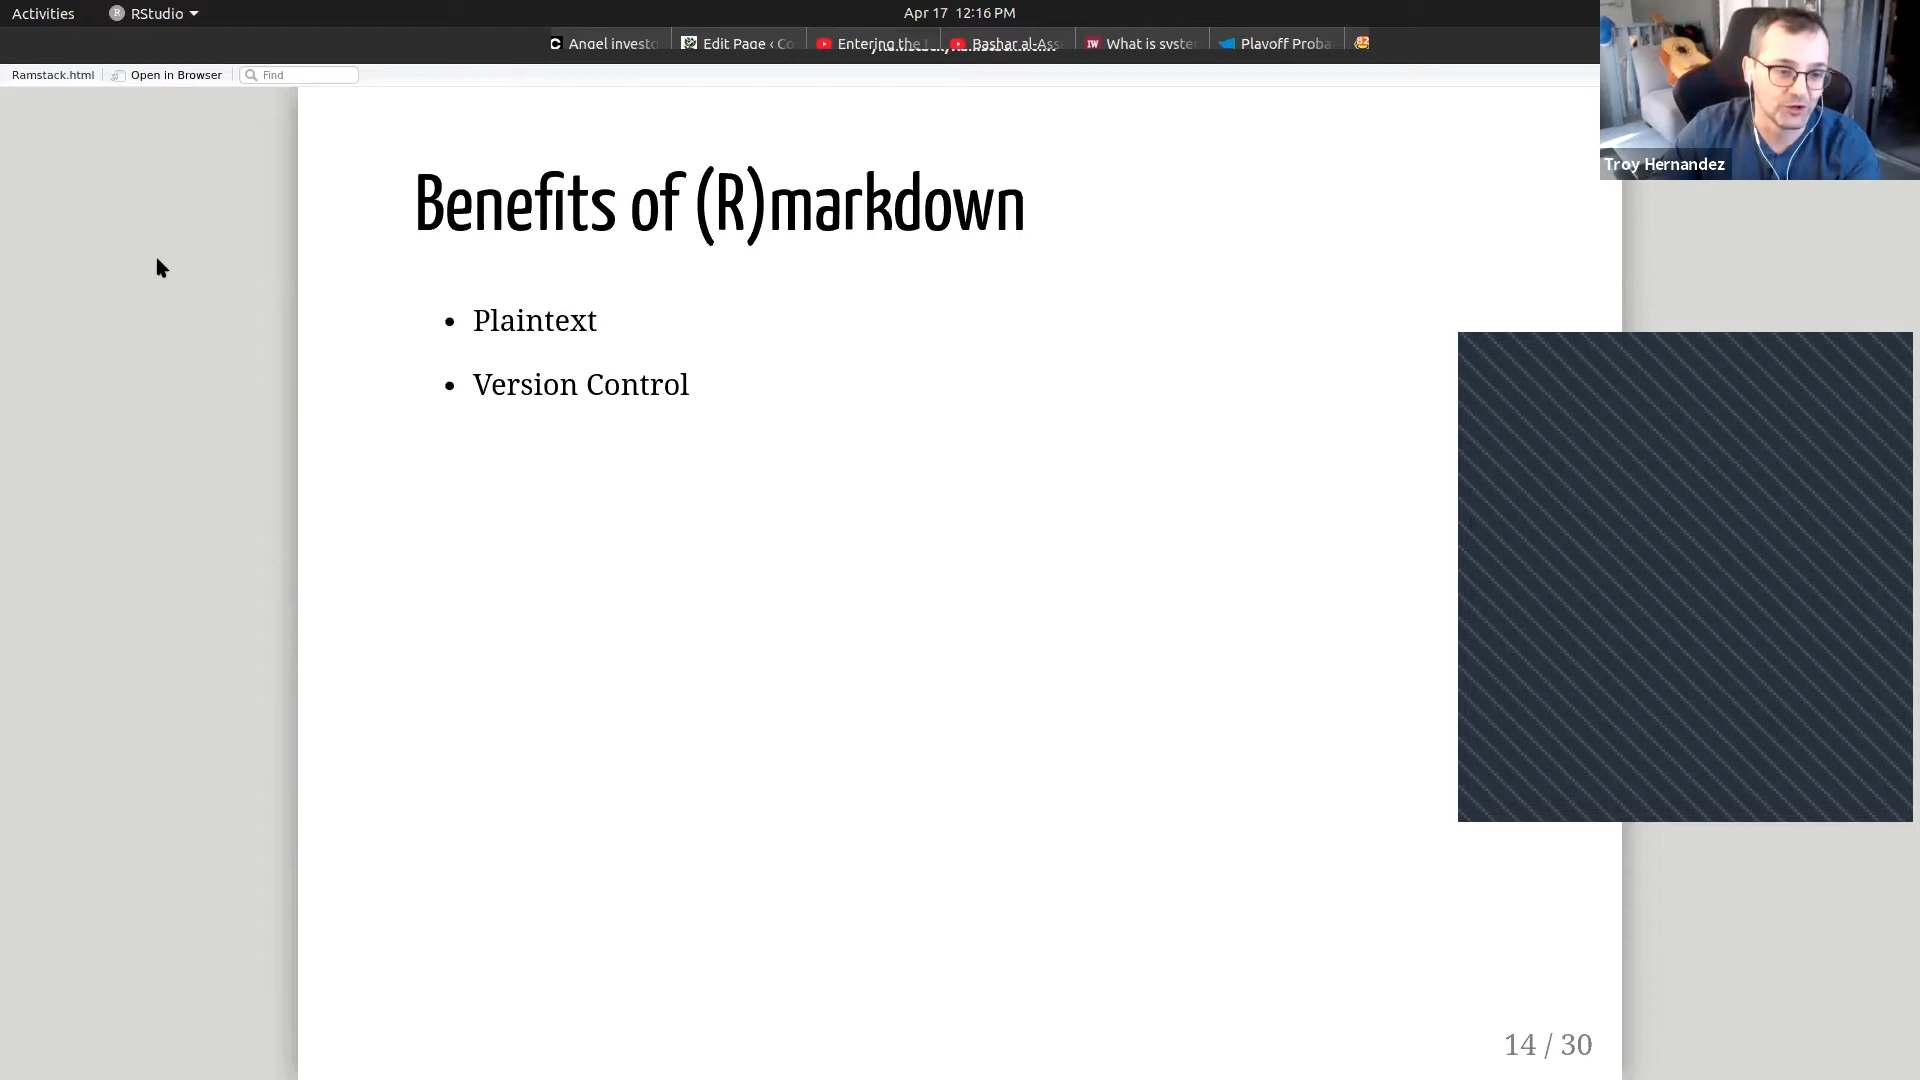 Activities
RStudio
Apr 17 12:16 PM
Angel investo
Edit Page ‹ Co
Entering the
Bashar al-Ass
What is syste
Playoff Proba
Ramstack.html
Open in Browser
Find
Troy Hernandez
Benefits of (R)markdown
• Plaintext
• Version Control
14 / 30